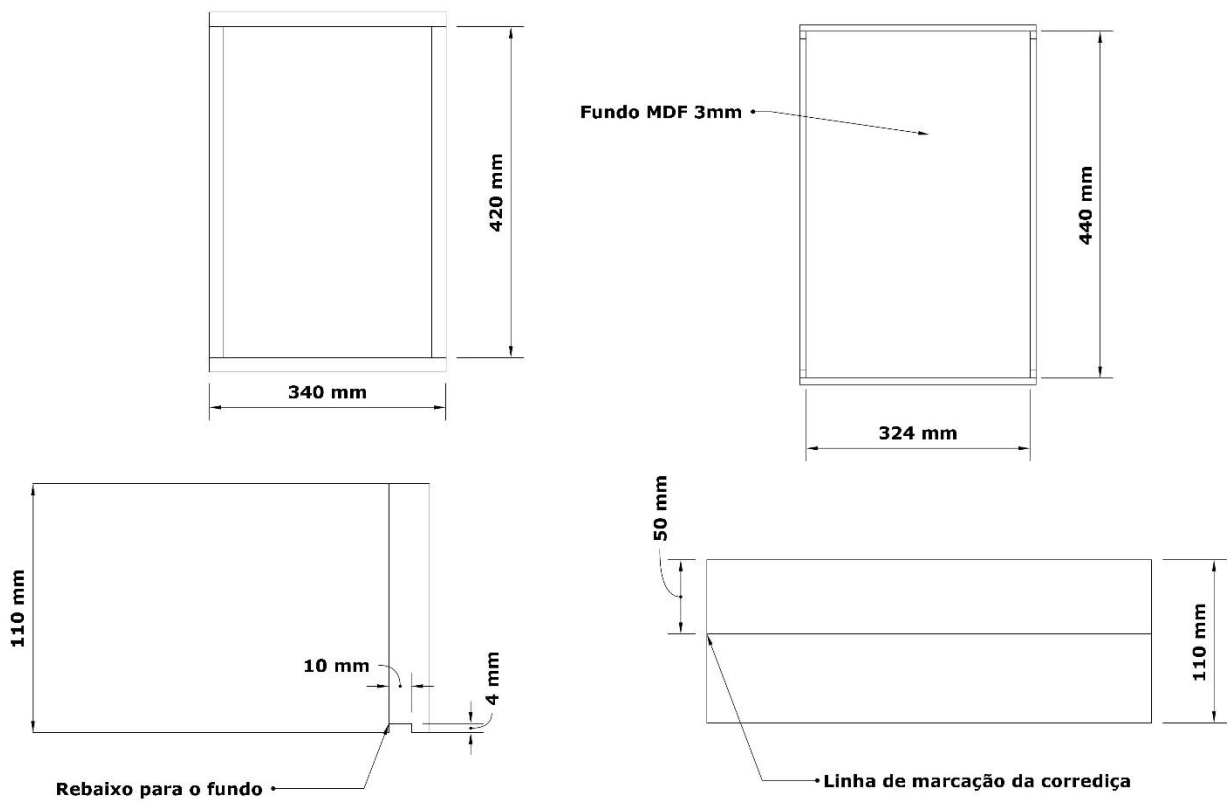 420 mm
340 mm
Fundo MDF 3mm
440 mm
324 mm
110 mm
10 mm
4 mm
Rebaixo para o fundo
50 mm
110 mm
Linha de marcação da corrediça